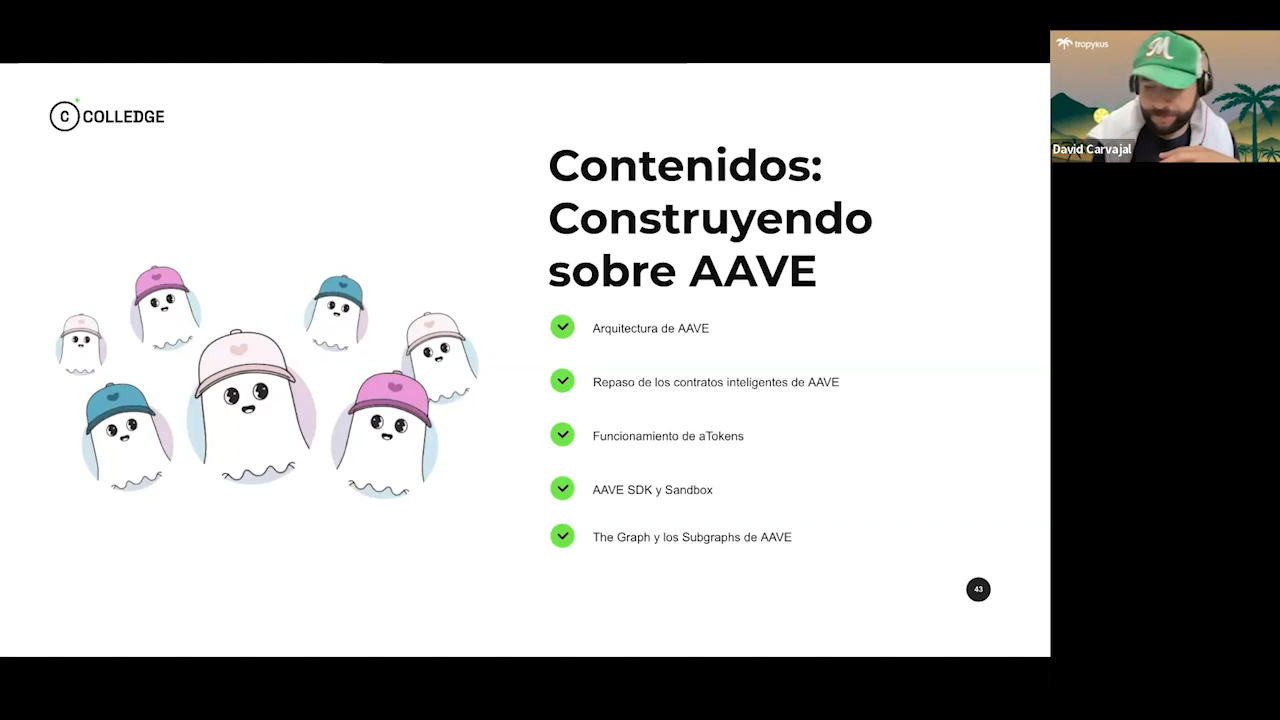 C COLLEDGE
Contenidos:
Construyendo
sobre AAVE
Arquitectura de AAVE
Repaso de los contratos inteligentes de AAVE
Funcionamiento de aTokens
AAVE SDK y Sandbox
The Graph y los Subgraphs de AAVE
43
tropykus
M
David Carvajal